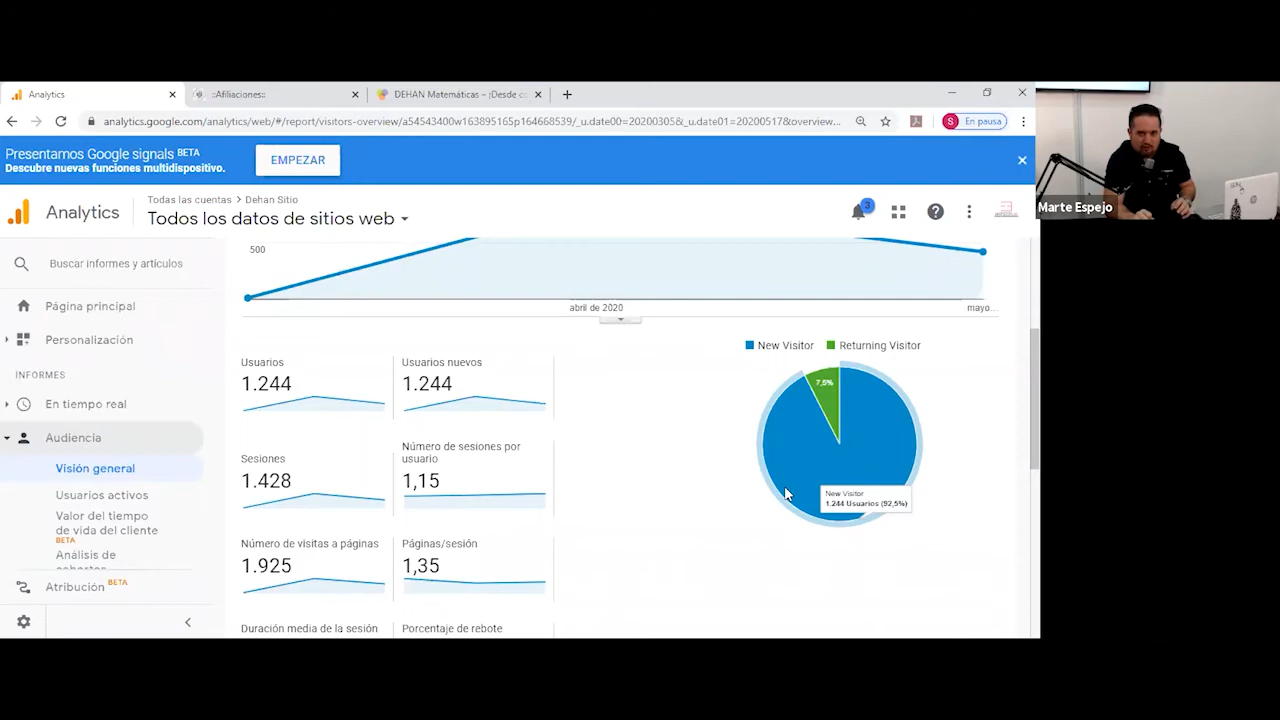 Analytics
::Afiliaciones::
DEHAN Matemáticas – ¡Desde c
analytics.google.com/analytics/web/#/report/visitors-overview/a54543400w163895165p164668539/_u.date00=20200305&_u.date01=20200517&overview...
S
En pausa
Presentamos Google signals BETA
Descubre nuevas funciones multidispositivo.
EMPEZAR
Marte Espejo
Analytics
Todas las cuentas > Dehan Sitio
Todos los datos de sitios web
3
Buscar informes y artículos
Página principal
Personalización
INFORMES
En tiempo real
Audiencia
Visión general
Usuarios activos
Valor del tiempo
de vida del cliente
BETA
Análisis de
Atribución BETA
500
abril de 2020
mayo...
New Visitor
Returning Visitor
Usuarios
1.244
Usuarios nuevos
1.244
Sesiones
1.428
Número de sesiones por
usuario
1,15
Número de visitas a páginas
1.925
Páginas/sesión
1,35
Duración media de la sesión
Porcentaje de rebote
7,5%
New Visitor
1.244 Usuarios (92,5%)